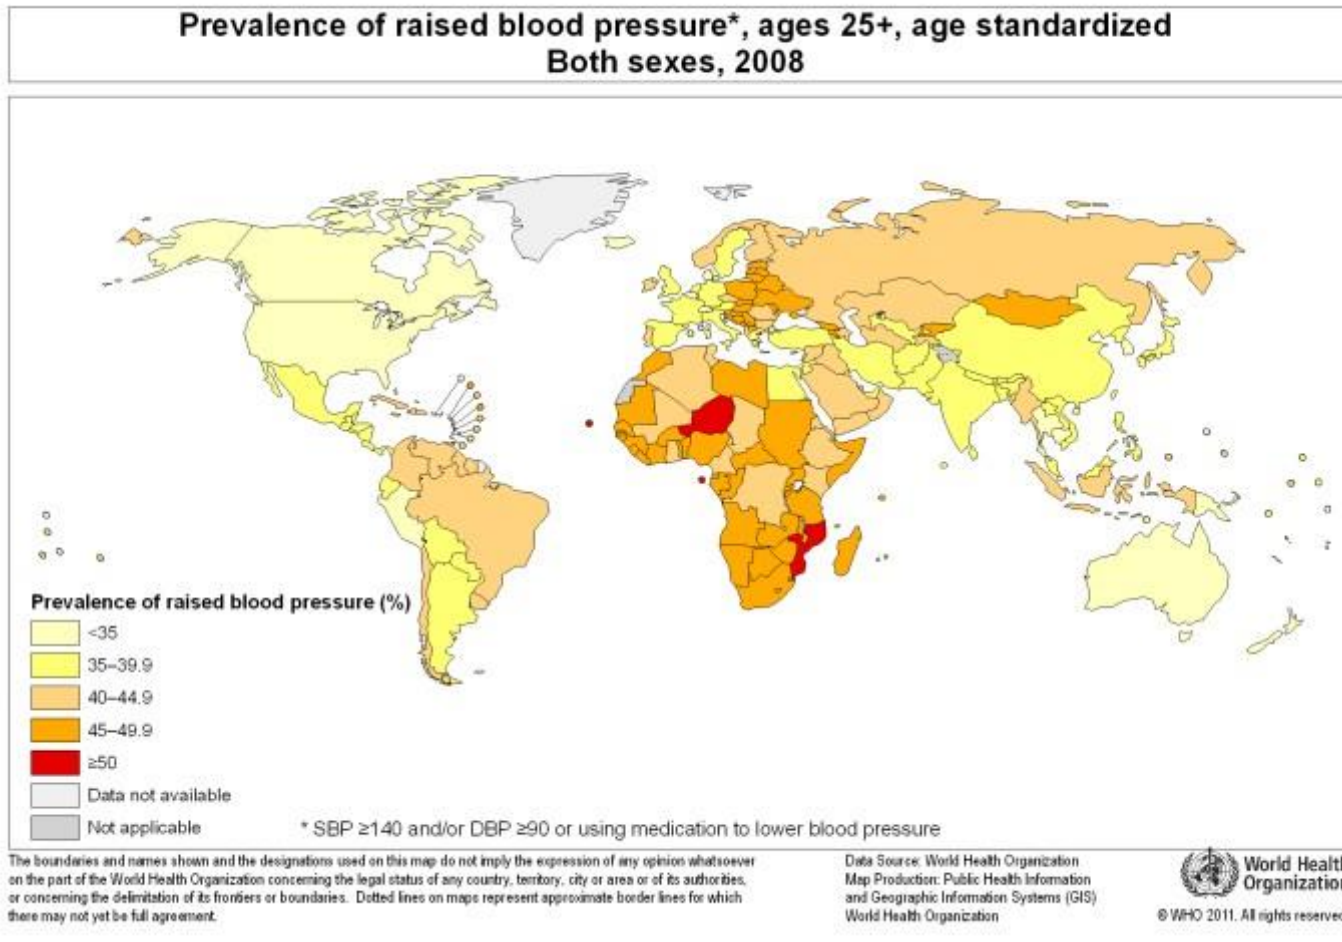 Prevalence of raised blood pressure*, ages 25+, age standardized
Both sexes, 2008
Prevalence of raised blood pressure (%)
<35
35–39.9
40–44.9
45–49.9
≥50
Data not available
Not applicable
* SBP ≥140 and/or DBP ≥90 or using medication to lower blood pressure
The boundaries and names shown and the designations used on this map do not imply the expression of any opinion whatsoever
on the part of the World Health Organization concerning the legal status of any country, territory, city or area or of its authorities,
or concerning the delimitation of its frontiers or boundaries. Dotted lines on maps represent approximate border lines for which
there may not yet be full agreement.
Data Source: World Health Organization
Map Production: Public Health Information
and Geographic Information Systems (GIS)
World Health Organization
World Health
Organization
© WHO 2011. All rights reserved